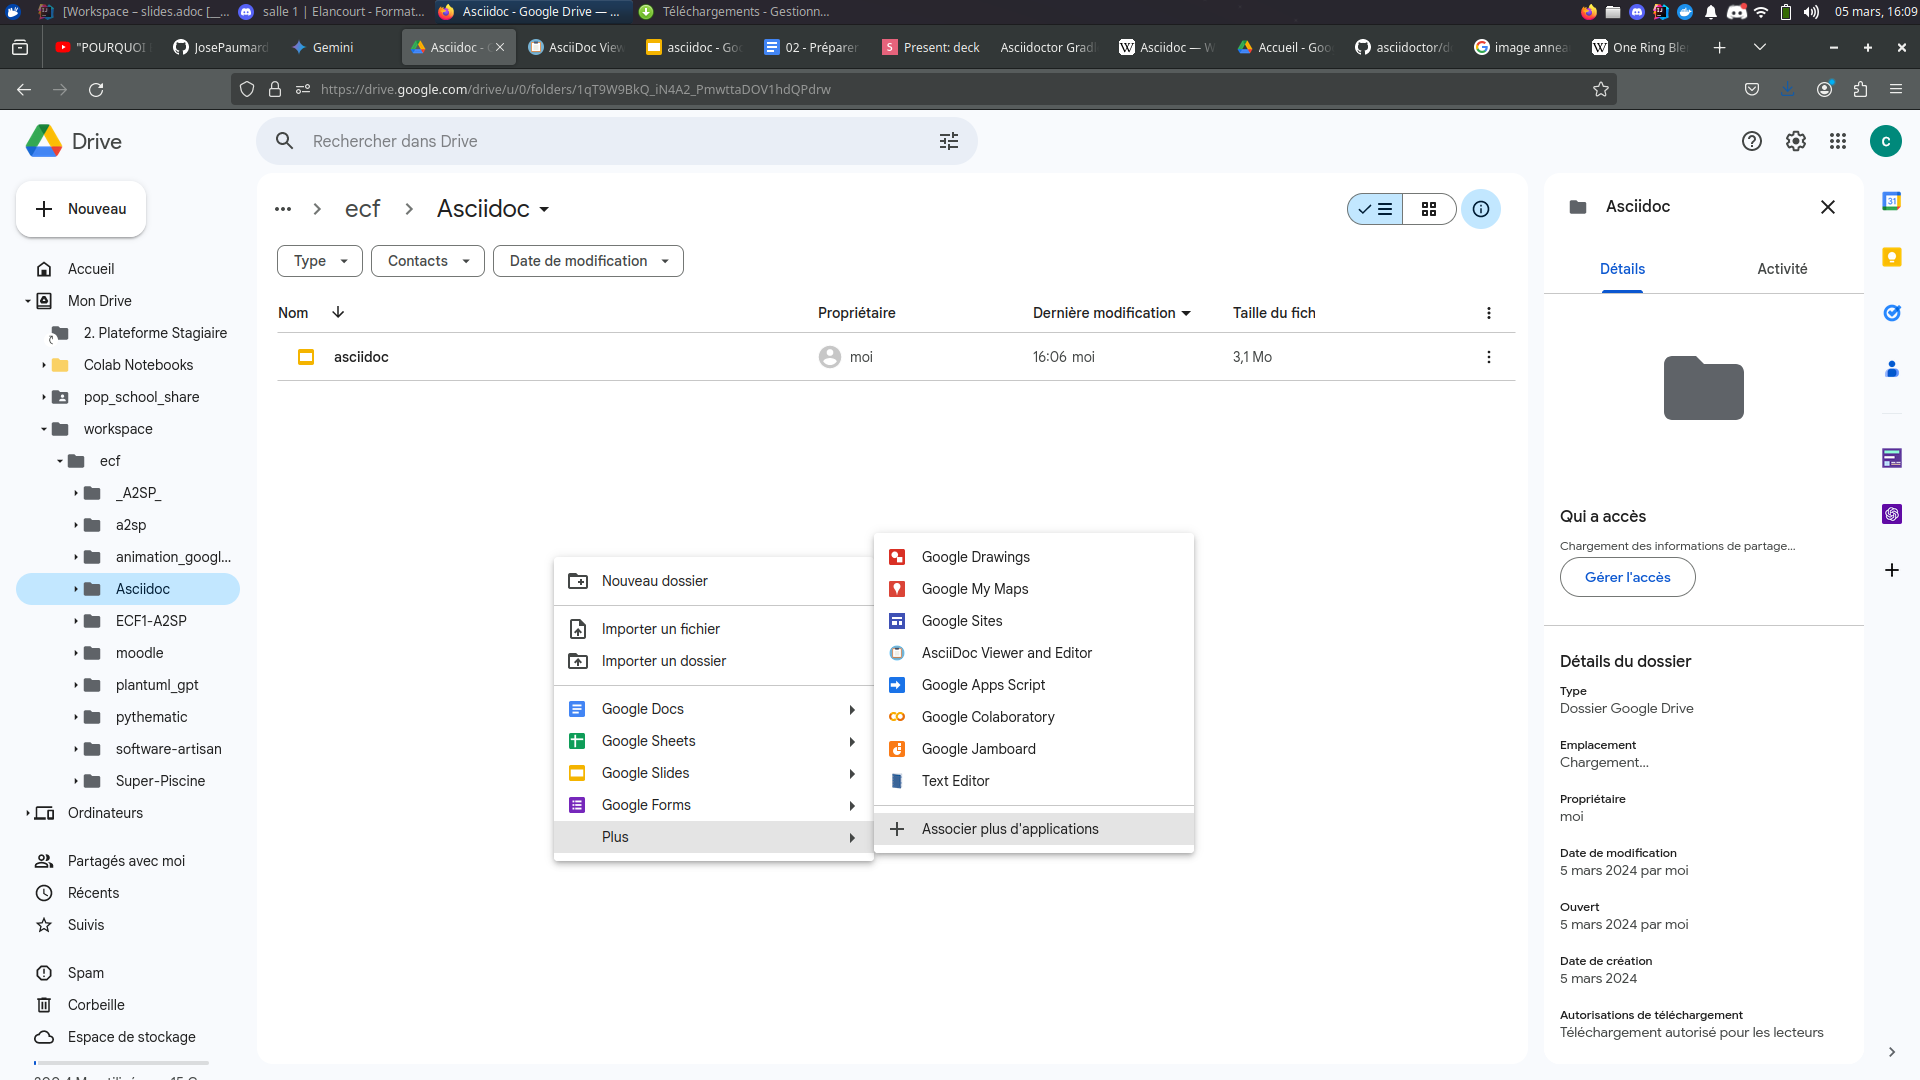 [Workspace – slides.adoc [__...
salle 1 | Elancourt - Format...
Asciidoc - Google Drive — ...
Téléchargements - Gestionn...
05 mars, 16:09
"POURQUOI
JosePaumard
Gemini
Asciidoc -
AsciiDoc View
asciidoc - Goo
02 - Préparer
Present: deck
Asciidoctor Gradl
Asciidoc — W
Accueil - Goo
asciidoctor/d
image annea
One Ring Ble
https://drive.google.com/drive/u/0/folders/1qT9W9BkQ_iN4A2_PmwttaDOV1hdQPdrw
Drive
Rechercher dans Drive
C
Nouveau
ecf
Asciidoc
Type
Contacts
Date de modification
Nom
Propriétaire
Dernière modification
Taille du fich
asciidoc
moi
16:06 moi
3,1 Mo
Accueil
Mon Drive
2. Plateforme Stagiaire
Colab Notebooks
pop_school_share
workspace
ecf
_A2SP_
a2sp
animation_googl...
Asciidoc
ECF1-A2SP
moodle
plantuml_gpt
pythematic
software-artisan
Super-Piscine
Ordinateurs
Partagés avec moi
Récents
Suivis
Spam
Corbeille
Espace de stockage
Nouveau dossier
Importer un fichier
Importer un dossier
Google Docs
Google Sheets
Google Slides
Google Forms
Plus
Google Drawings
Google My Maps
Google Sites
AsciiDoc Viewer and Editor
Google Apps Script
Google Colaboratory
Google Jamboard
Text Editor
Associer plus d'applications
Asciidoc
Détails
Activité
Qui a accès
Chargement des informations de partage...
Gérer l'accès
Détails du dossier
Type
Dossier Google Drive
Emplacement
Chargement...
Propriétaire
moi
Date de modification
5 mars 2024 par moi
Ouvert
5 mars 2024 par moi
Date de création
5 mars 2024
Autorisations de téléchargement
Téléchargement autorisé pour les lecteurs
31